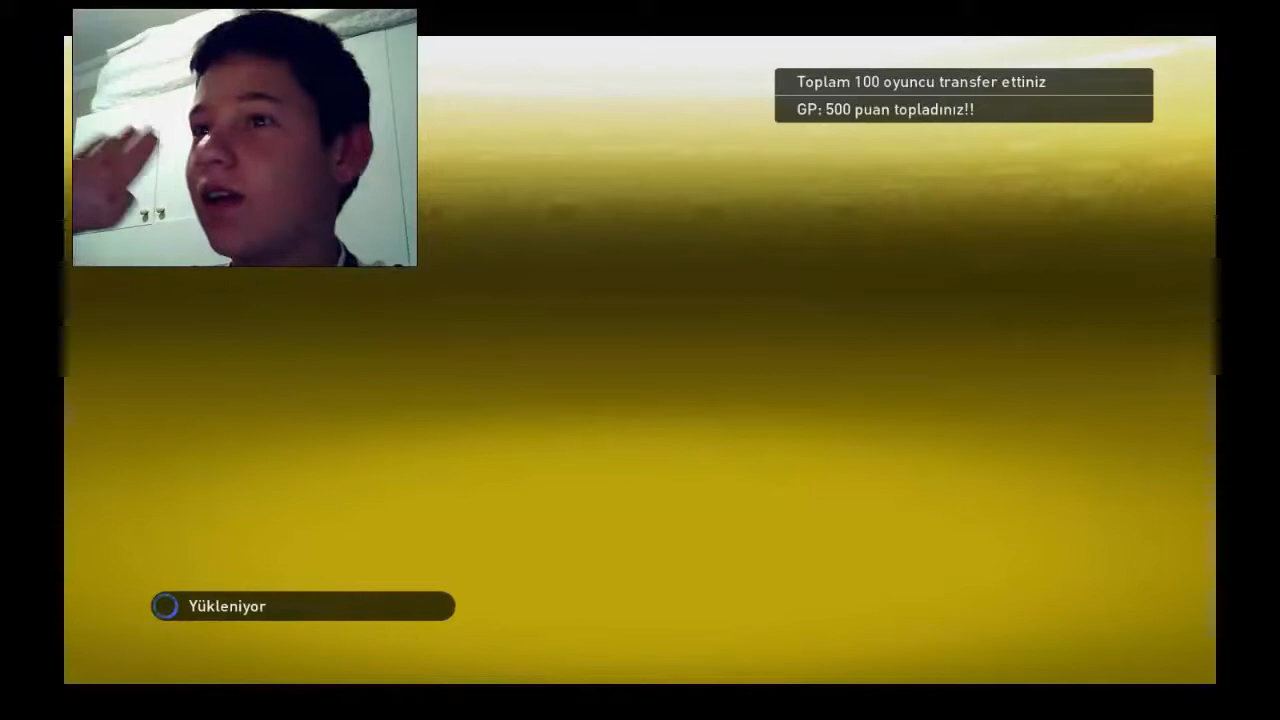 Toplam 100 oyuncu transfer ettiniz
GP: 500 puan topladınız!!
Yükleniyor